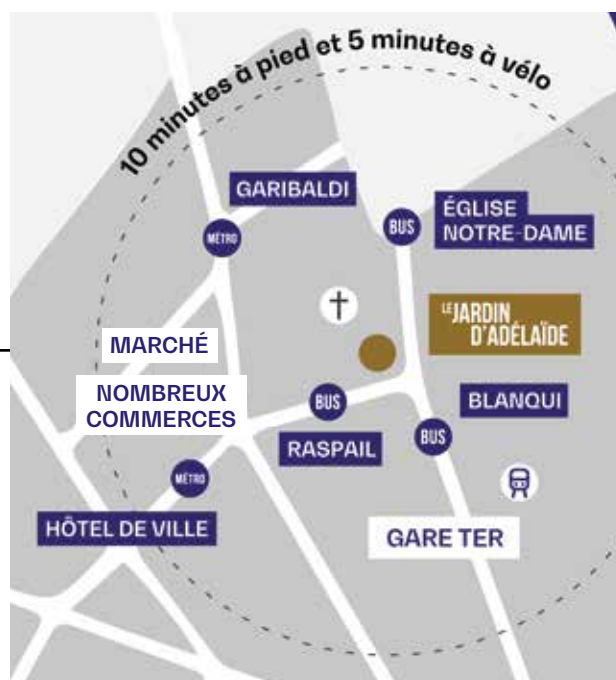 10 minutes à pied et 5 minutes à vélo
GARIBALDI
MÉTRO
BUS
ÉGLISE
NOTRE-DAME
LE JARDIN
D'ADÉLAÏDE
MARCHÉ
NOMBREUX
COMMERCES
BUS
RASPAIL
BLANQUI
BUS
MÉTRO
HÔTEL DE VILLE
GARE TER